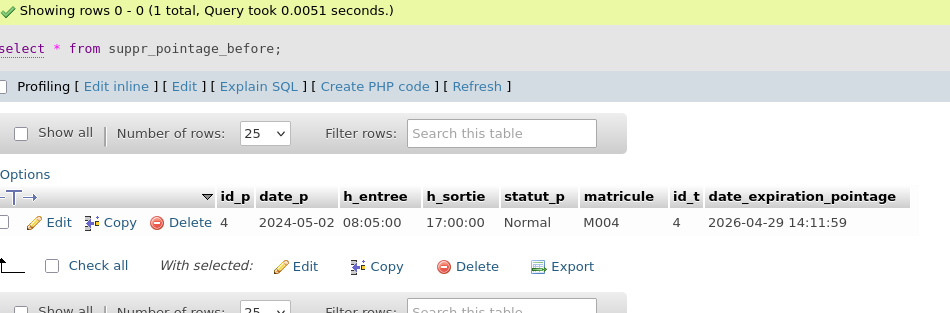 Showing rows 0 - 0 (1 total, Query took 0.0051 seconds.)
select * from suppr_pointage_before;
Profiling [ Edit inline ] [ Edit ] [ Explain SQL ] [ Create PHP code ] [ Refresh ]
Show all | Number of rows: 25 Filter rows: Search this table
Options
id_p date_p h_entree h_sortie statut_p matricule id_t date_expiration_pointage
Edit Copy Delete 4 2024-05-02 08:05:00 17:00:00 Normal M004 4 2026-04-29 14:11:59
Check all With selected: Edit Copy Delete Export
Show all | Number of rows: 25 Filter rows: Search this table